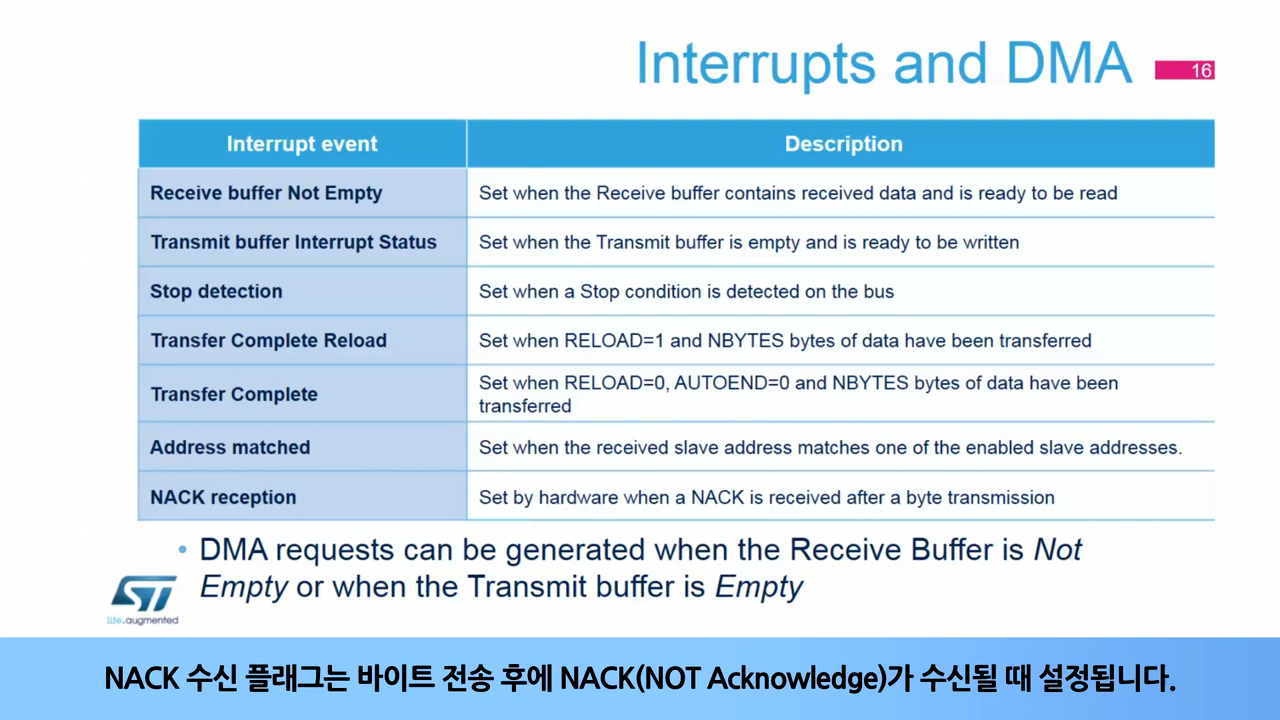 Interrupts and DMA
16
Interrupt event
Description
Receive buffer Not Empty
Set when the Receive buffer contains received data and is ready to be read
Transmit buffer Interrupt Status
Set when the Transmit buffer is empty and is ready to be written
Stop detection
Set when a Stop condition is detected on the bus
Transfer Complete Reload
Set when RELOAD=1 and NBYTES bytes of data have been transferred
Transfer Complete
Set when RELOAD=0, AUTOEND=0 and NBYTES bytes of data have been
transferred
Address matched
Set when the received slave address matches one of the enabled slave addresses.
NACK reception
Set by hardware when a NACK is received after a byte transmission
• DMA requests can be generated when the Receive Buffer is Not
Empty or when the Transmit buffer is Empty
ST
life.augmented
NACK 수신 플래그는 바이트 전송 후에 NACK(NOT Acknowledge)가 수신될 때 설정됩니다.